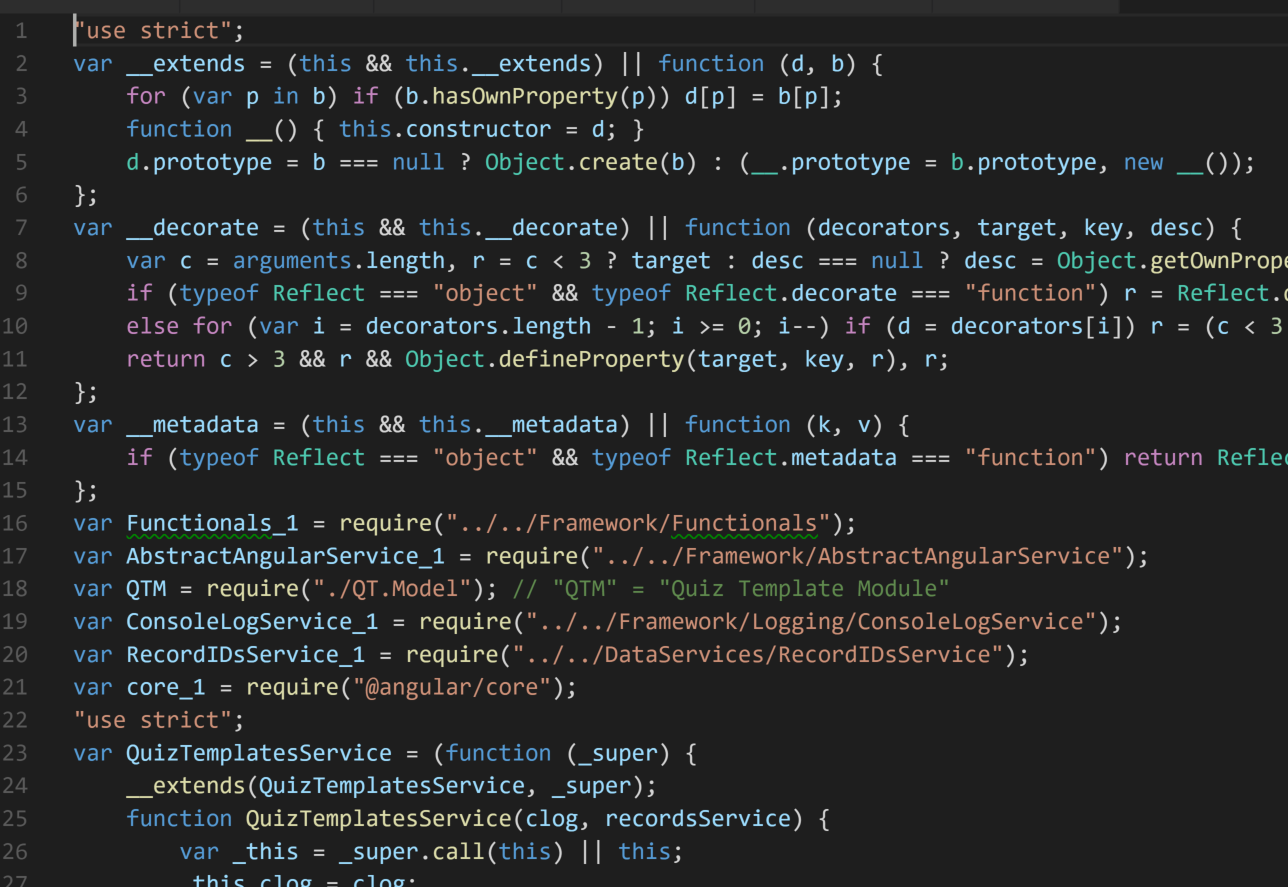 1 "use strict";
2 var __extends = (this && this.__extends) || function (d, b) {
3 for (var p in b) if (b.hasOwnProperty(p)) d[p] = b[p];
4 function __() { this.constructor = d; }
5 d.prototype = b === null ? Object.create(b) : (__.prototype = b.prototype, new __());
6 };
7 var __decorate = (this && this.__decorate) || function (decorators, target, key, desc) {
8 var c = arguments.length, r = c < 3 ? target : desc === null ? desc = Object.getOwnPrope
9 if (typeof Reflect === "object" && typeof Reflect.decorate === "function") r = Reflect.
10 else for (var i = decorators.length - 1; i >= 0; i--) if (d = decorators[i]) r = (c < 3
11 return c > 3 && r && Object.defineProperty(target, key, r), r;
12 };
13 var __metadata = (this && this.__metadata) || function (k, v) {
14 if (typeof Reflect === "object" && typeof Reflect.metadata === "function") return Reflec
15 };
16 var Functionals_1 = require("../../Framework/Functionals");
17 var AbstractAngularService_1 = require("../../Framework/AbstractAngularService");
18 var QTM = require("./QT.Model"); // "QTM" = "Quiz Template Module"
19 var ConsoleLogService_1 = require("../../Framework/Logging/ConsoleLogService");
20 var RecordIDsService_1 = require("../../DataServices/RecordIDsService");
21 var core_1 = require("@angular/core");
22 "use strict";
23 var QuizTemplatesService = (function (_super) {
24 __extends(QuizTemplatesService, _super);
25 function QuizTemplatesService(clog, recordsService) {
26 var _this = _super.call(this) || this;
27 _this.clog = clog;